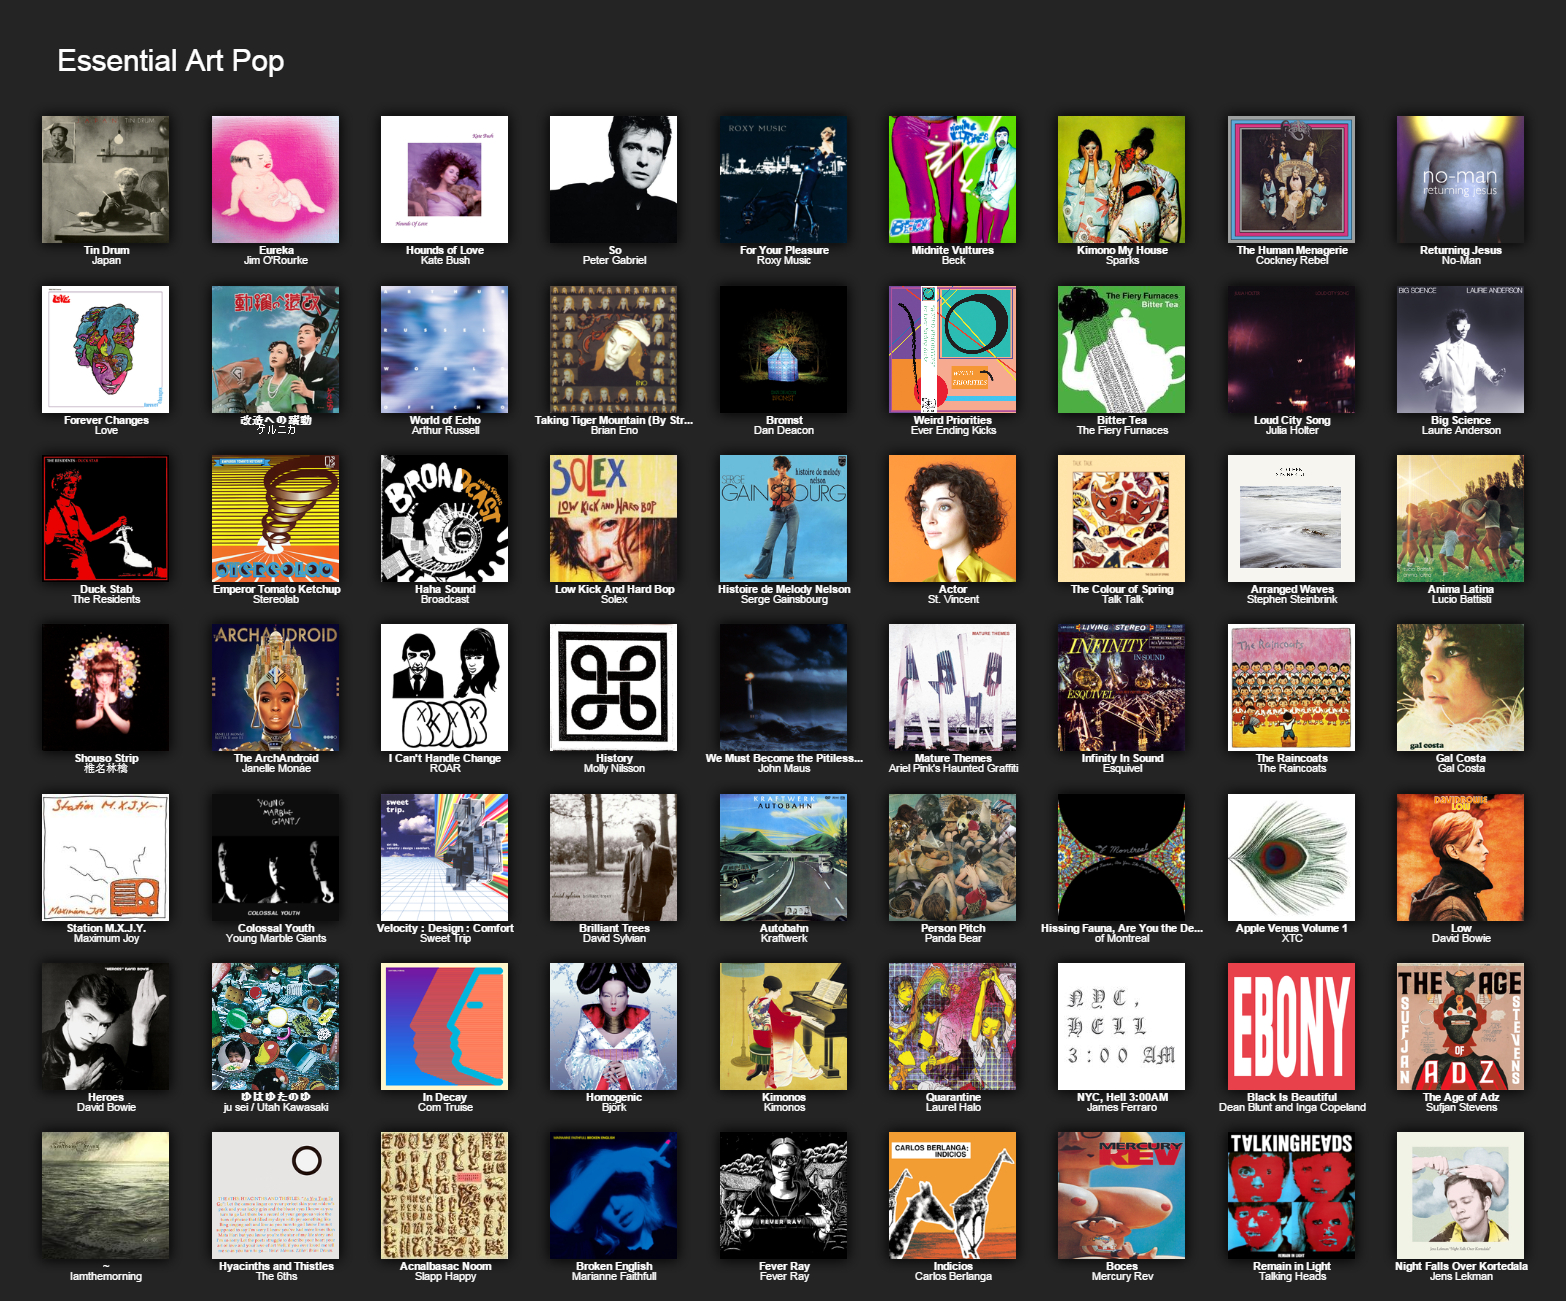 Essential Art Pop
Tin Drum
Japan
Eureka
Jim O'Rourke
Hounds of Love
Kate Bush
So
Peter Gabriel
For Your Pleasure
Roxy Music
Midnite Vultures
Beck
Kimono My House
Sparks
The Human Menagerie
Cockney Rebel
Returning Jesus
No-Man
Forever Changes
Love
改造への躍動
ゲルニカ
World of Echo
Arthur Russell
Taking Tiger Mountain (By Str...
Brian Eno
Bromst
Dan Deacon
Weird Priorities
Ever Ending Kicks
Bitter Tea
The Fiery Furnaces
Loud City Song
Julia Holter
Big Science
Laurie Anderson
Duck Stab
The Residents
Emperor Tomato Ketchup
Stereolab
Haha Sound
Broadcast
Low Kick And Hard Bop
Solex
Histoire de Melody Nelson
Serge Gainsbourg
Actor
St. Vincent
The Colour of Spring
Talk Talk
Arranged Waves
Stephen Steinbrink
Anima Latina
Lucio Battisti
Shouso Strip
椎名林檎
The ArchAndroid
Janelle Monáe
I Can't Handle Change
ROAR
History
Molly Nilsson
We Must Become the Pitiless...
John Maus
Mature Themes
Ariel Pink's Haunted Graffiti
Infinity In Sound
Esquivel
The Raincoats
The Raincoats
Gal Costa
Gal Costa
Station M.X.J.Y.
Maximum Joy
Colossal Youth
Young Marble Giants
Velocity : Design : Comfort
Sweet Trip
Brilliant Trees
David Sylvian
Autobahn
Kraftwerk
Person Pitch
Panda Bear
Hissing Fauna, Are You the De...
of Montreal
Apple Venus Volume 1
XTC
Low
David Bowie
Heroes
David Bowie
ゆはゆたのゆ
ju sei / Utah Kawasaki
In Decay
Com Truise
Homogenic
Björk
Kimonos
Kimonos
Quarantine
Laurel Halo
NYC, Hell 3:00AM
James Ferraro
Black Is Beautiful
Dean Blunt and Inga Copeland
The Age of Adz
Sufjan Stevens
~
Iamthemorning
Hyacinths and Thistles
The 6ths
Acnalbasac Noom
Slapp Happy
Broken English
Marianne Faithfull
Fever Ray
Fever Ray
Indicios
Carlos Berlanga
Boces
Mercury Rev
Remain in Light
Talking Heads
Night Falls Over Kortedala
Jens Lekman